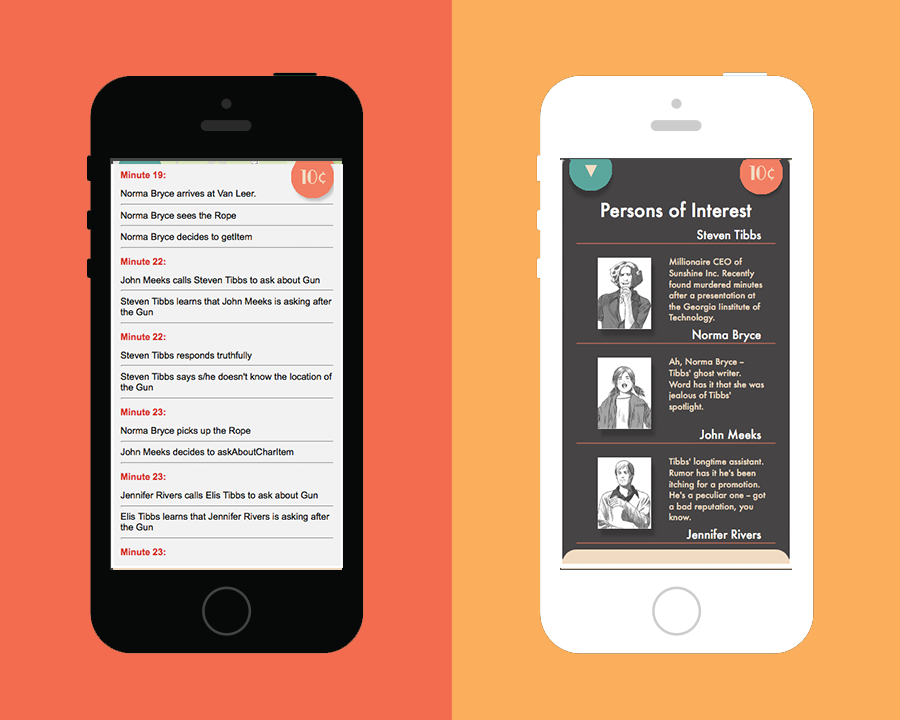 10¢
Minute 19:
Norma Bryce arrives at Van Leer.
Norma Bryce sees the Rope
Norma Bryce decides to getItem
Minute 22:
John Meeks calls Steven Tibbs to ask about Gun
Steven Tibbs learns that John Meeks is asking after
the Gun
Minute 22:
Steven Tibbs responds truthfully
Steven Tibbs says s/he doesn't know the location of
the Gun
Minute 23:
Norma Bryce picks up the Rope
John Meeks decides to askAboutCharItem
Minute 23:
Jennifer Rivers calls Elis Tibbs to ask about Gun
Elis Tibbs learns that Jennifer Rivers is asking after
the Gun
Minute 23:
10¢
Persons of Interest
Steven Tibbs
Millionaire CEO of
Sunshine Inc. Recently
found murdered minutes
after a presentation at
the Georgia Iinstitute of
Technology.
Norma Bryce
Ah, Norma Bryce –
Tibbs' ghost writer.
Word has it that she was
jealous of Tibbs'
spotlight.
John Meeks
Tibbs' longtime assistant.
Rumor has it he's been
itching for a promotion.
He's a peculiar one – got
a bad reputation, you
know.
Jennifer Rivers